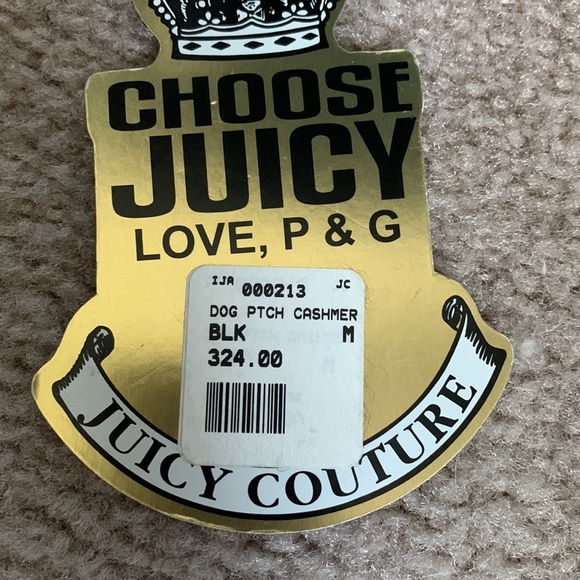 CHOOSE
JUICY
LOVE, P & G
IJA 000213 JC
DOG PTCH CASHMER
BLK M
324.00
JUICY COUTURE